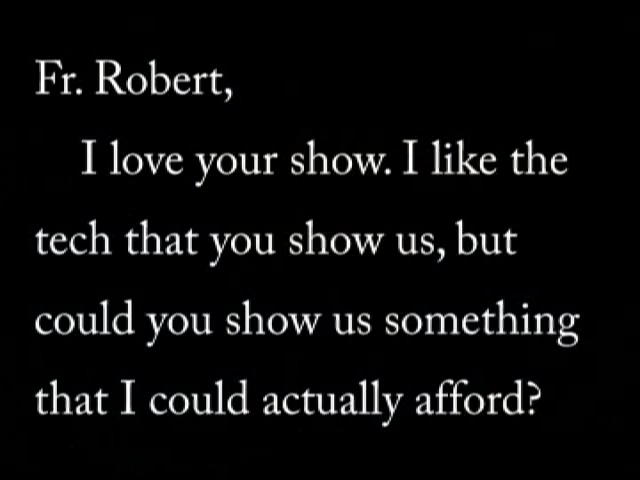 Fr. Robert,
I love your show. I like the
tech that you show us, but
could you show us something
that I could actually afford?